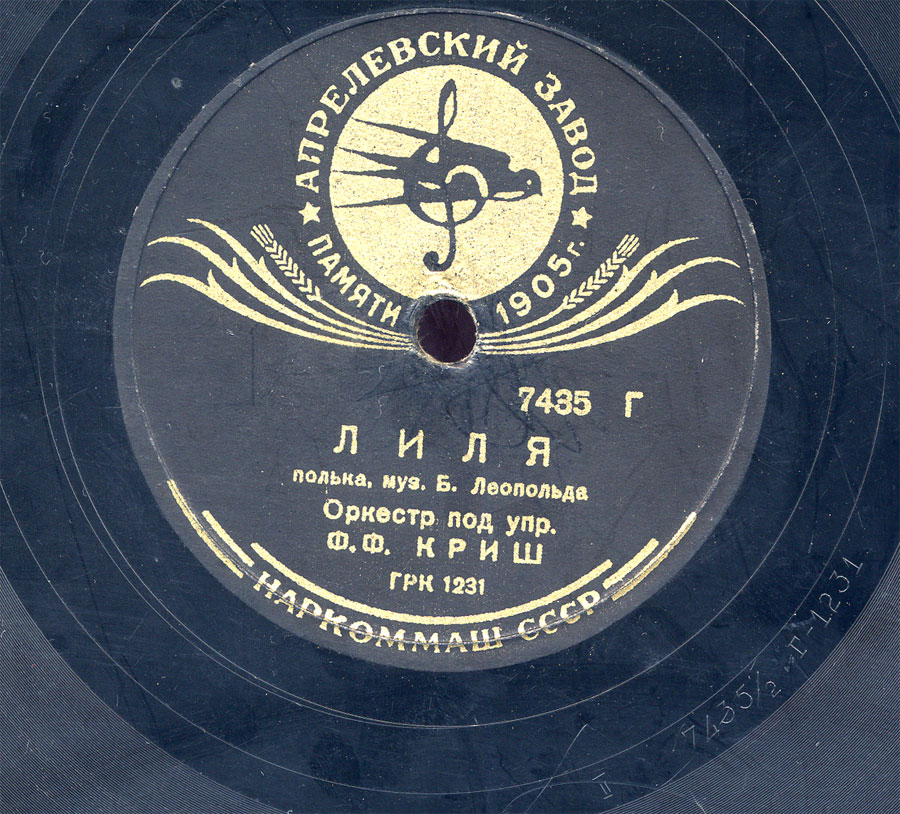 ★ АПРЕЛЕВСКИЙ ЗАВОД ★
ПАМЯТИ 1905 г.
7435 Г
ЛИЛЯ
полька, муз. Б. Леопольда
Оркестр под упр.
Ф.Ф. КРИШ
ГРК 1231
НАРКОММАШ СССР
7435/2 Г-1231
II